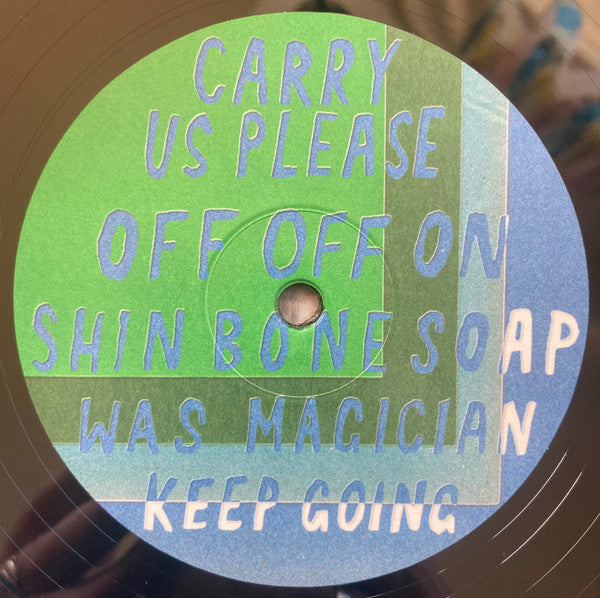 CARRY
US PLEASE
OFF OFF ON
SHIN BONE SOAP
WAS MAGICIAN
KEEP GOING